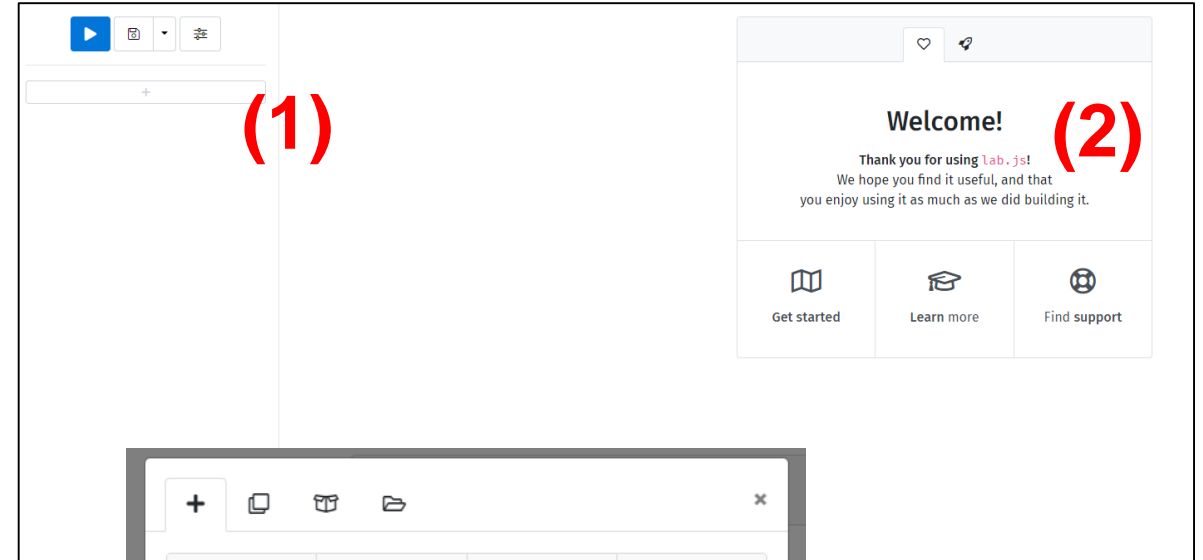 (1)
(2)
Welcome!
Thank you for using lab.js!
We hope you find it useful, and that
you enjoy using it as much as we did building it.
Get started
Learn more
Find support